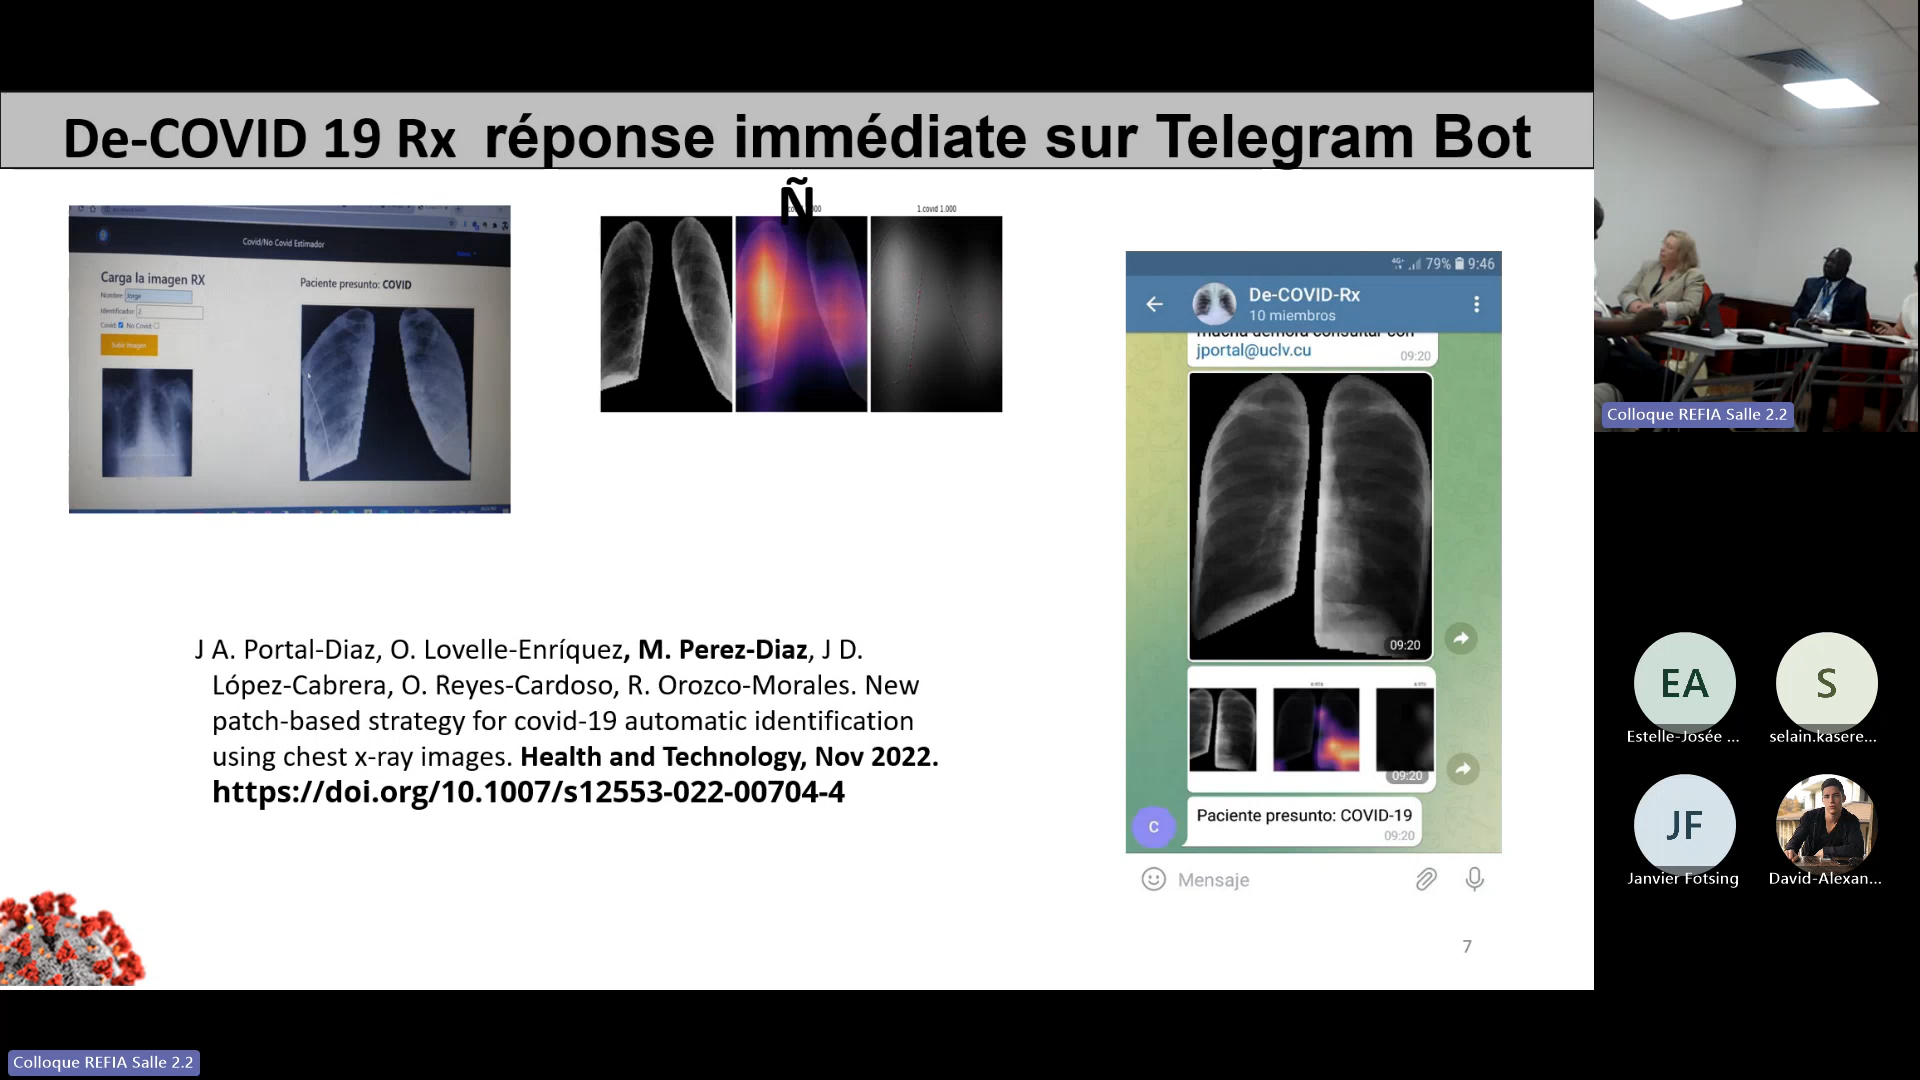 De-COVID 19 Rx réponse immédiate sur Telegram Bot
Ñ
Covid/No Covid Estimador
Carga la imagen RX
Nombre: Jorge
Identificador: 2
Covid: No Covid:
Subir Imagen
Paciente presunto: COVID
1.covid 1.000
J A. Portal-Diaz, O. Lovelle-Enríquez, M. Perez-Diaz, J D.
López-Cabrera, O. Reyes-Cardoso, R. Orozco-Morales. New
patch-based strategy for covid-19 automatic identification
using chest x-ray images. Health and Technology, Nov 2022.
https://doi.org/10.1007/s12553-022-00704-4
4G+ 79% 9:46
De-COVID-Rx
10 miembros
mucha demora consultar con
jportal@uclv.cu
09:20
09:20
09:20
C
Paciente presunto: COVID-19
09:20
Mensaje
7
Colloque REFIA Salle 2.2
EA
Estelle-Josée ...
S
selain.kasere...
JF
Janvier Fotsing
David-Alexan...
Colloque REFIA Salle 2.2